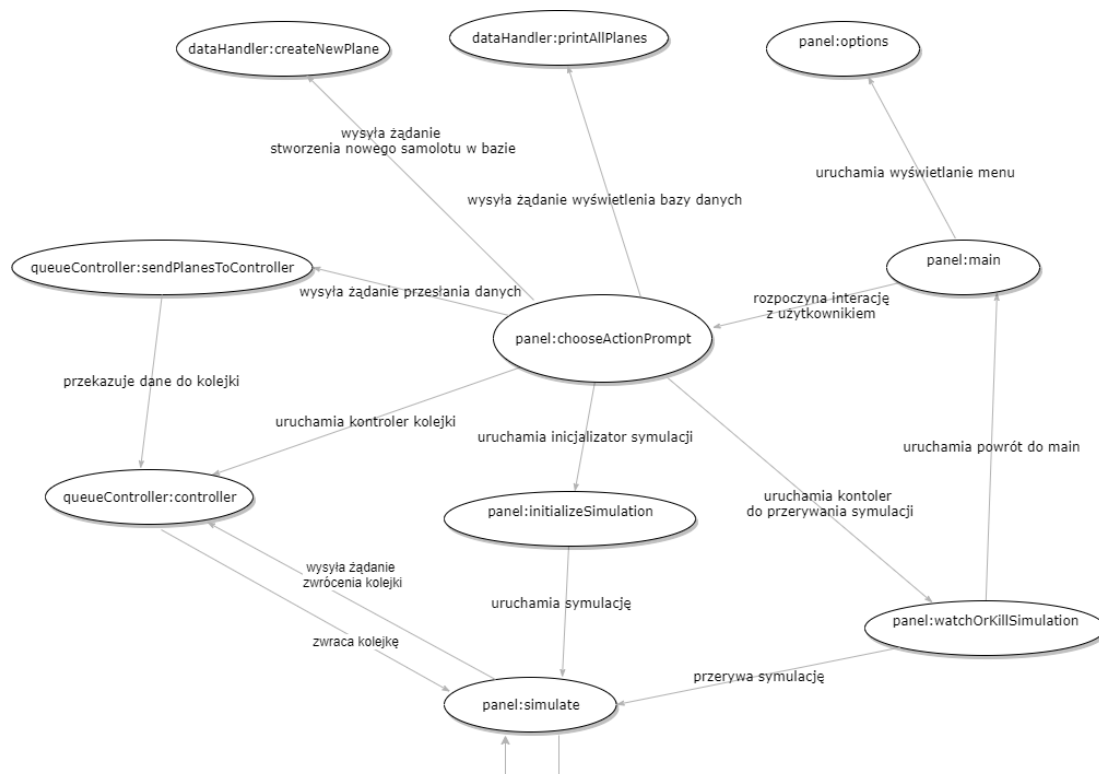 dataHandler:createNewPlane
dataHandler:printAllPlanes
panel:options
wysyła żądanie
stworzenia nowego samolotu w bazie
uruchamia wyświetlanie menu
wysyła żądanie wyświetlenia bazy danych
queueController:sendPlanesToController
panel:main
wysyła żądanie przesłania danych
rozpoczyna interację
z użytkownikiem
panel:chooseActionPrompt
przekazuje dane do kolejki
uruchamia kontroler kolejki
uruchamia inicjalizator symulacji
uruchamia powrót do main
queueController:controller
panel:initializeSimulation
uruchamia kontoler
do przerywania symulacji
wysyła żądanie
zwrócenia kolejki
uruchamia symulację
panel:watchOrKillSimulation
zwraca kolejkę
przerywa symulację
panel:simulate